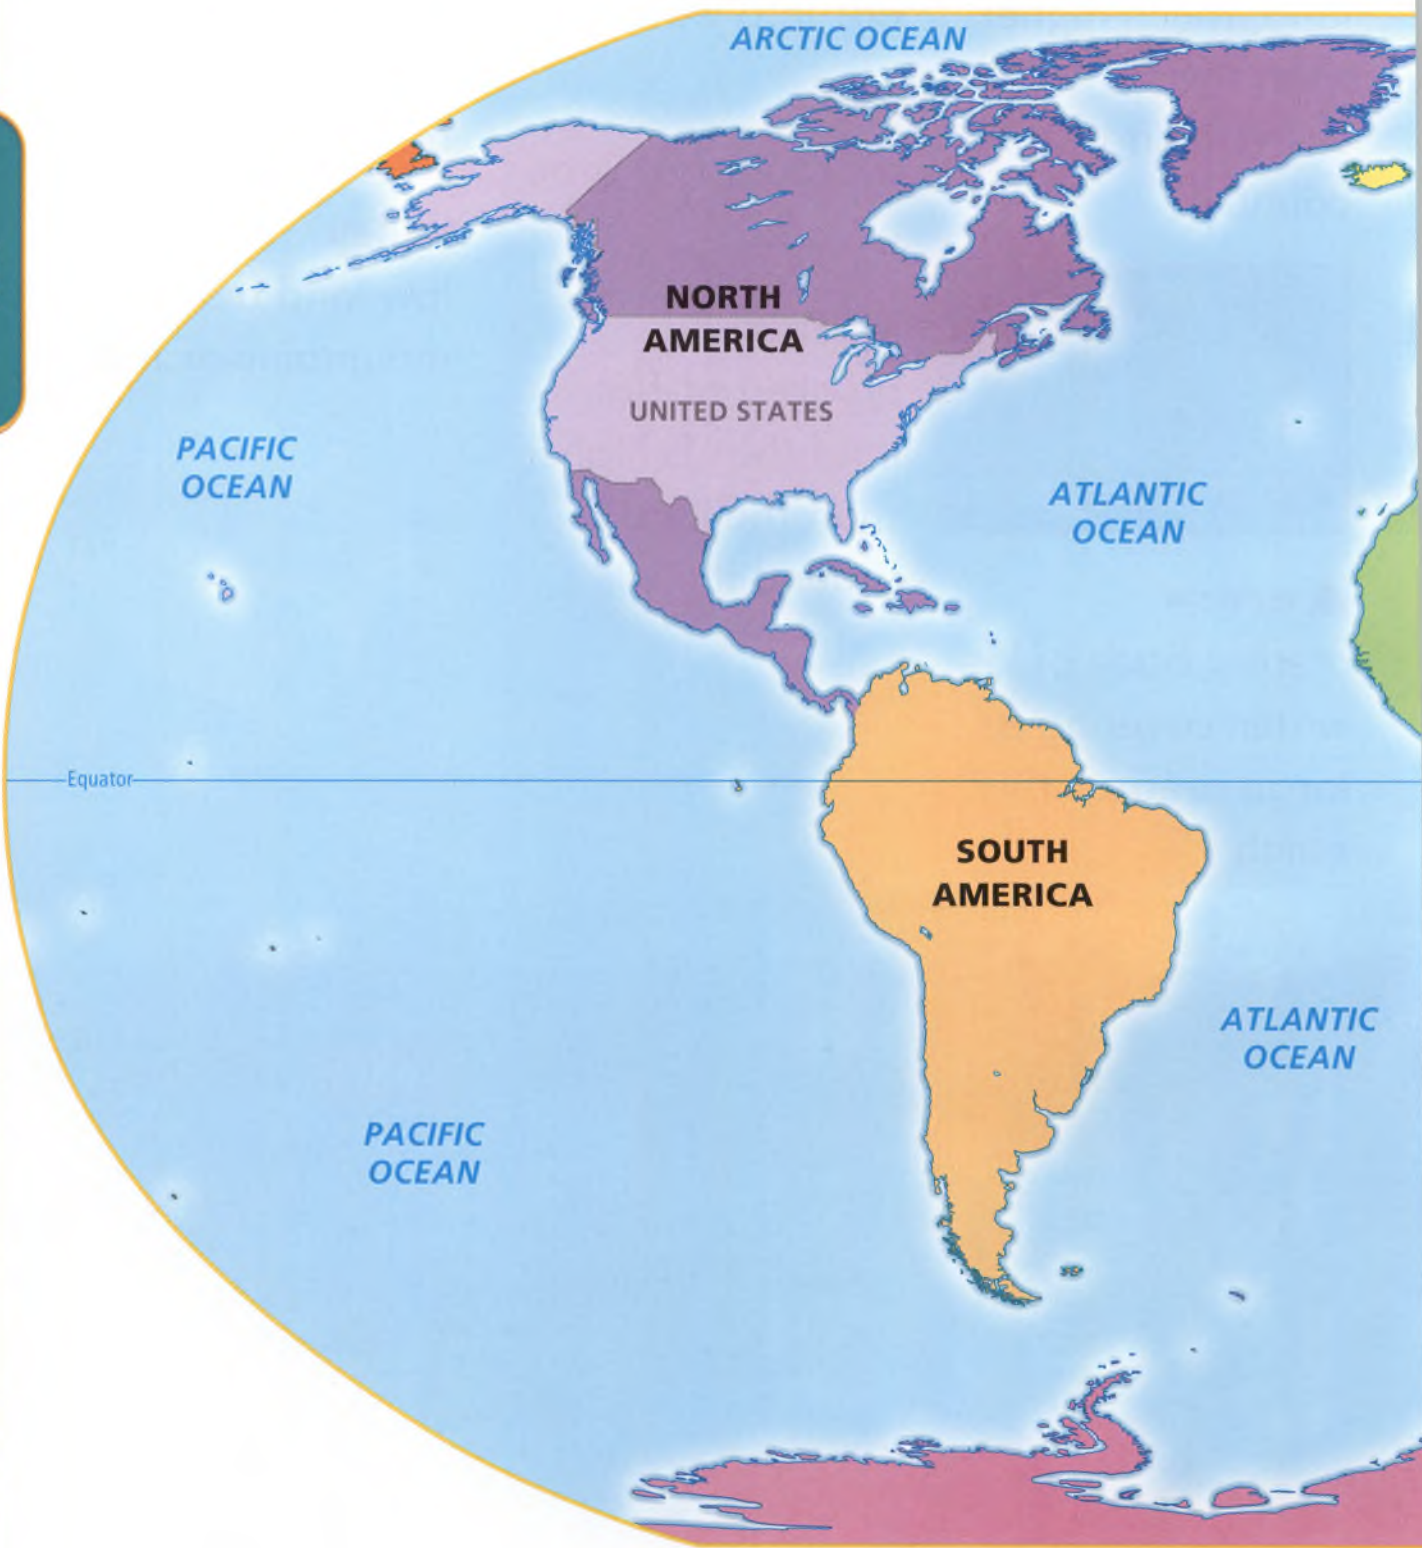 ARCTIC OCEAN
NORTH
AMERICA
UNITED STATES
PACIFIC
OCEAN
ATLANTIC
OCEAN
Equator
SOUTH
AMERICA
ATLANTIC
OCEAN
PACIFIC
OCEAN